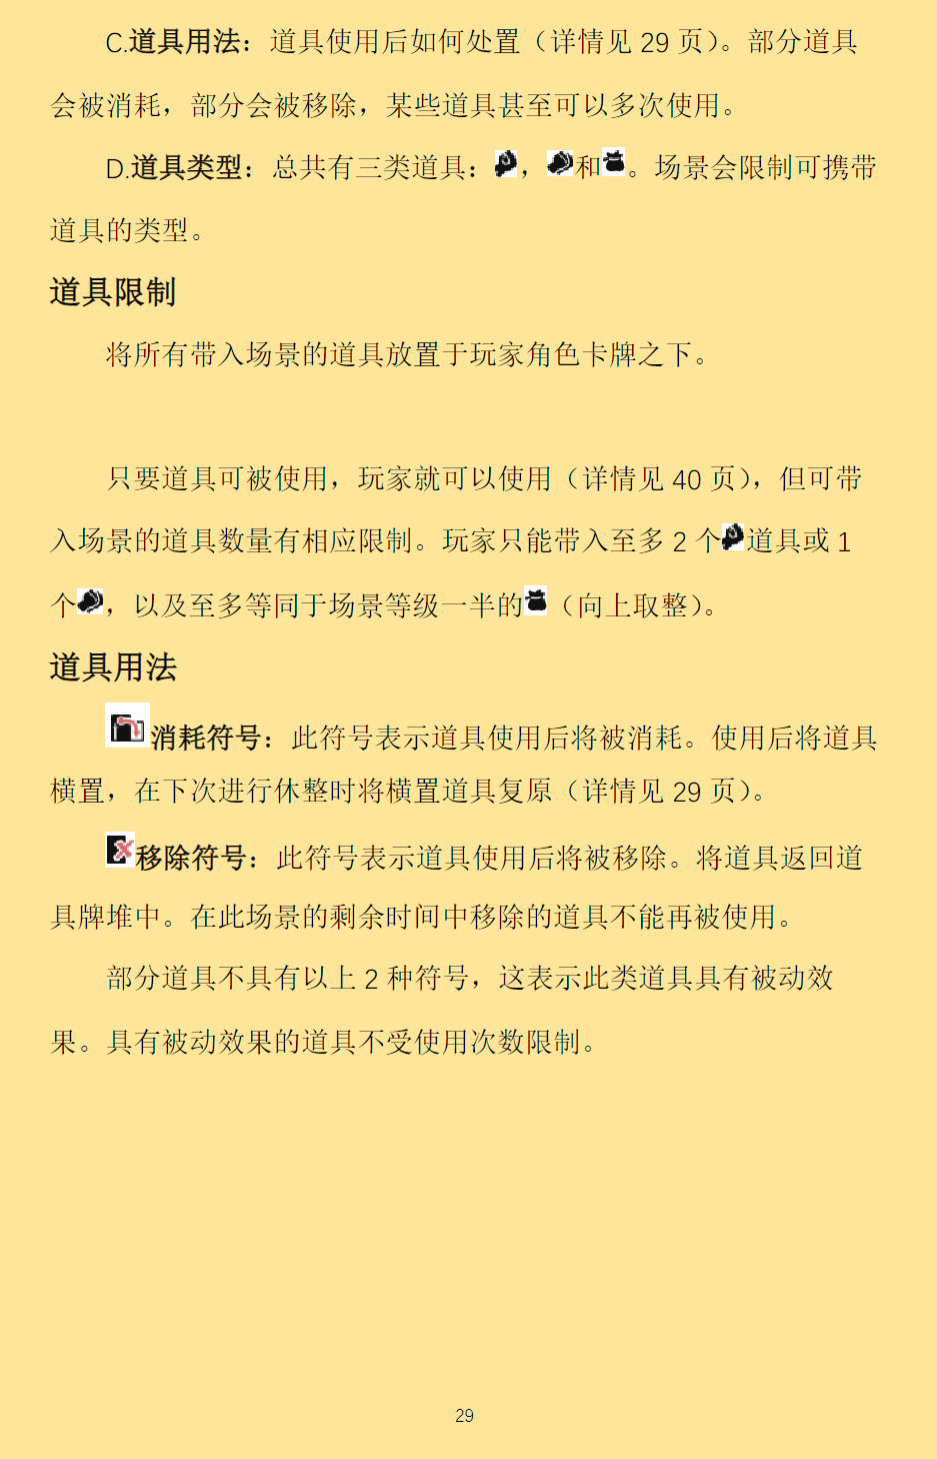 C.道具用法：道具使用后如何处置（详情见 29 页）。部分道具
会被消耗，部分会被移除，某些道具甚至可以多次使用。
D.道具类型：总共有三类道具：，和。场景会限制可携带
道具的类型。
道具限制
将所有带入场景的道具放置于玩家角色卡牌之下。
只要道具可被使用，玩家就可以使用（详情见 40 页），但可带
入场景的道具数量有相应限制。玩家只能带入至多 2 个道具或 1
个，以及至多等同于场景等级一半的（向上取整）。
道具用法
消耗符号：此符号表示道具使用后将被消耗。使用后将道具
横置，在下次进行休整时将横置道具复原（详情见 29 页）。
移除符号：此符号表示道具使用后将被移除。将道具返回道
具牌堆中。在此场景的剩余时间中移除的道具不能再被使用。
部分道具不具有以上 2 种符号，这表示此类道具具有被动效
果。具有被动效果的道具不受使用次数限制。
29